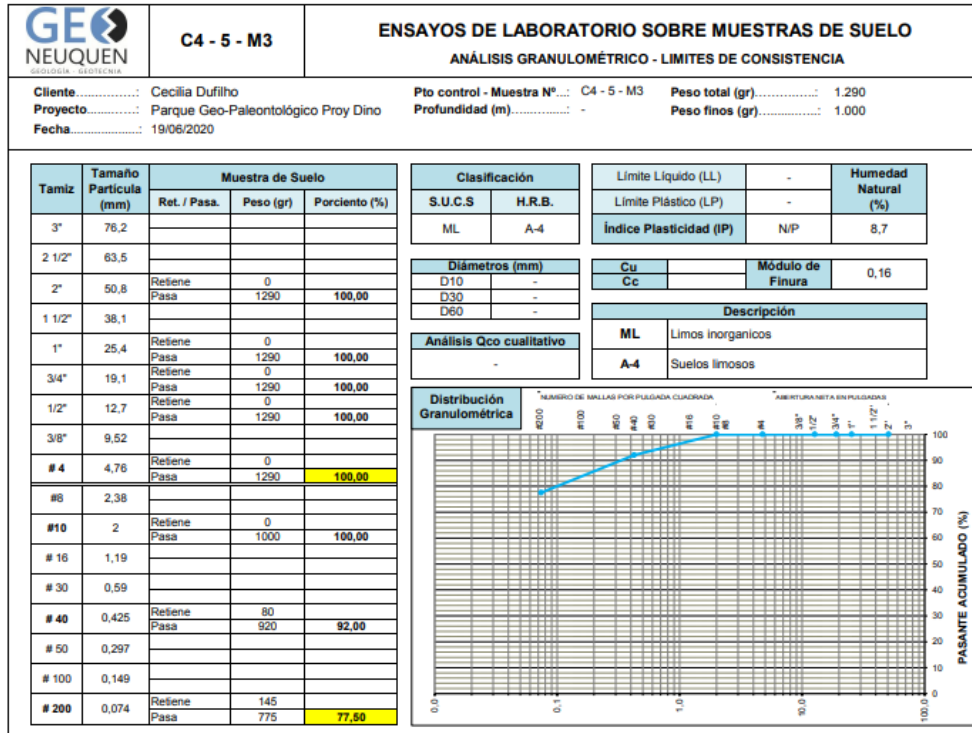 GEO
NEUQUEN
GEOLOGÍA - GEOTECNIA
C4 - 5 - M3
ENSAYOS DE LABORATORIO SOBRE MUESTRAS DE SUELO
ANÁLISIS GRANULOMÉTRICO - LIMITES DE CONSISTENCIA
Cliente...............: Cecilia Dufilho
Pto control - Muestra Nº...: C4 - 5 - M3
Peso total (gr)...............: 1.290
Proyecto.............: Parque Geo-Paleontológico Proy Dino
Profundidad (m)...............: -
Peso finos (gr)...............: 1.000
Fecha.....................: 19/06/2020
Tamiz Tamaño Partícula (mm) Muestra de Suelo
Ret. / Pasa. Peso (gr) Porciento (%)
3" 76,2
2 1/2" 63,5
2" 50,8 Retiene 0
Pasa 1290 100,00
1 1/2" 38,1
1" 25,4 Retiene 0
Pasa 1290 100,00
3/4" 19,1 Retiene 0
Pasa 1290 100,00
1/2" 12,7 Retiene 0
Pasa 1290 100,00
3/8" 9,52
# 4 4,76 Retiene 0
Pasa 1290 100,00
#8 2,38
#10 2 Retiene 0
Pasa 1000 100,00
# 16 1,19
# 30 0,59
# 40 0,425 Retiene 80
Pasa 920 92,00
# 50 0,297
# 100 0,149
# 200 0,074 Retiene 145
Pasa 775 77,50
Clasificación
S.U.C.S H.R.B.
ML A-4
Límite Líquido (LL) -
Límite Plástico (LP) -
Índice Plasticidad (IP) N/P
Humedad Natural (%)
8,7
Diámetros (mm)
D10 -
D30 -
D60 -
Cu
Cc
Módulo de Finura 0,16
Análisis Qco cualitativo
-
Descripción
ML Limos inorganicos
A-4 Suelos limosos
Distribución Granulométrica
"NUMERO DE MALLAS POR PULGADA CUADRADA
ABERTURA NETA EN PULGADAS
#200 #100 #50 #40 #30 #16 #10 #8 #4 3/8" 1/2" 3/4" 1" 1 1/2" 2" 3"
100
90
80
70
60
50
40
30
20
10
0
PASANTE ACUMULADO (%)
0,0 0,1 1,0 10,0 100,0